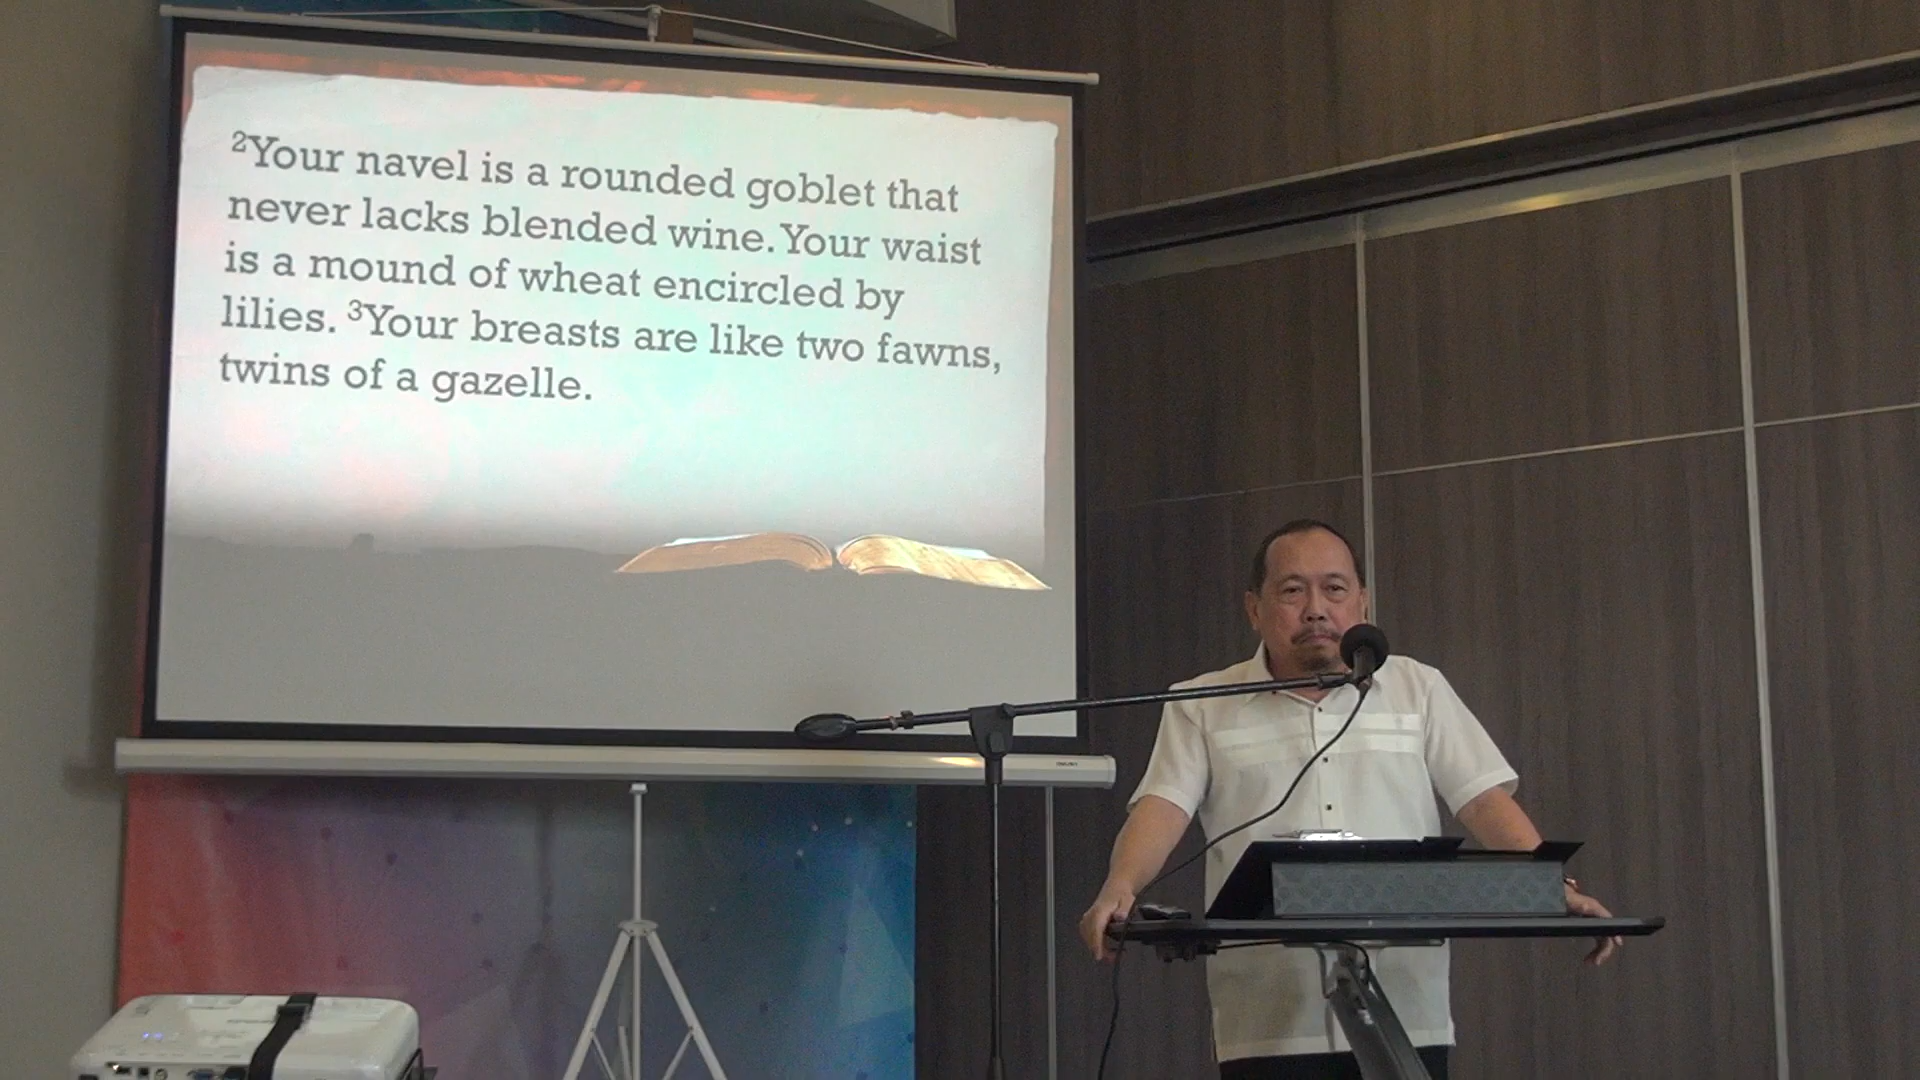 ²Your navel is a rounded goblet that
never lacks blended wine. Your waist
is a mound of wheat encircled by
lilies. ³Your breasts are like two fawns,
twins of a gazelle.